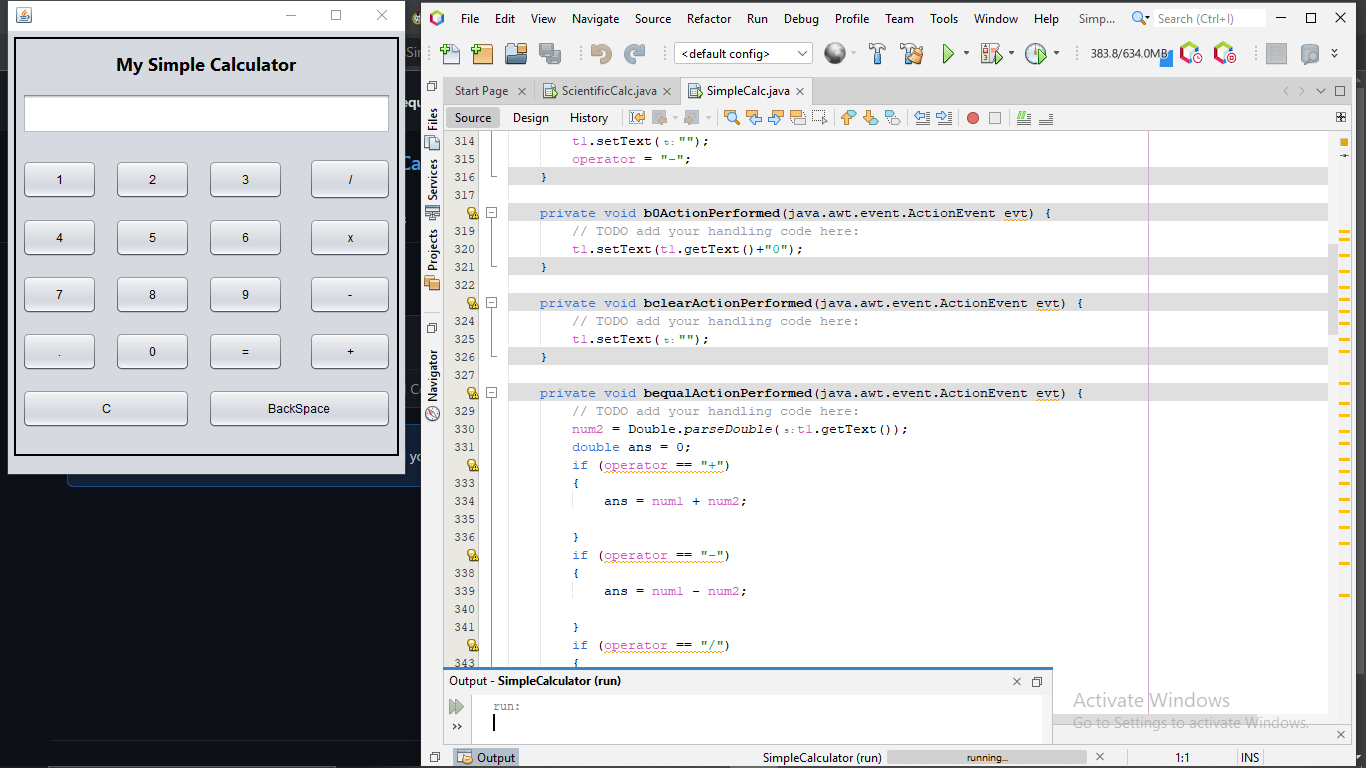 My Simple Calculator
1 2 3 /
4 5 6 x
7 8 9 -
. 0 = +
C BackSpace
File Edit View Navigate Source Refactor Run Debug Profile Team Tools Window Help Simp... Search (Ctrl+I)
<default config> 383.8/634.0MB
Start Page ScientificCalc.java SimpleCalc.java
Source Design History
Files
Services
Projects
Navigator
314 t1.setText( t: "");
315 operator = "-";
316 }
317
private void b0ActionPerformed(java.awt.event.ActionEvent evt) {
319 // TODO add your handling code here:
320 t1.setText(t1.getText()+"0");
321 }
322
private void bclearActionPerformed(java.awt.event.ActionEvent evt) {
324 // TODO add your handling code here:
325 t1.setText( t: "");
326 }
327
private void bequalActionPerformed(java.awt.event.ActionEvent evt) {
329 // TODO add your handling code here:
330 num2 = Double.parseDouble( s: t1.getText());
331 double ans = 0;
if (operator == "+")
333 {
334 ans = num1 + num2;
335
336 }
if (operator == "-")
338 {
339 ans = num1 - num2;
340
341 }
if (operator == "/")
343 {
Output - SimpleCalculator (run)
run:
Activate Windows
Go to Settings to activate Windows.
Output SimpleCalculator (run) running... 1:1 INS